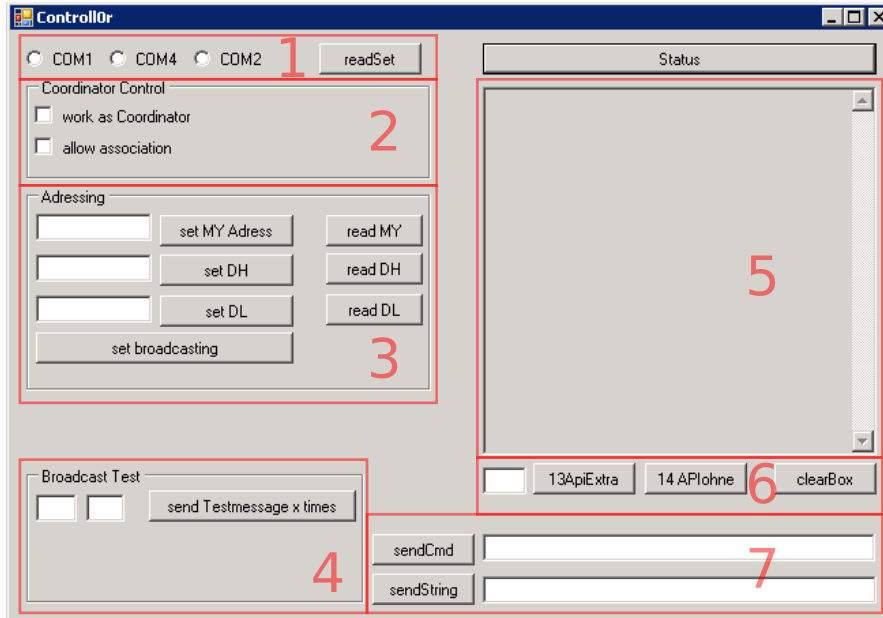 Controll0r
COM1 COM4 COM2 1 readSet
Status
Coordinator Control
work as Coordinator
allow association
2
Adressing
set MY Adress read MY
set DH read DH
set DL read DL
set broadcasting
3
5
13ApiExtra 14 APIohne 6 clearBox
Broadcast Test
send Testmessage x times
4
sendCmd
sendString
7